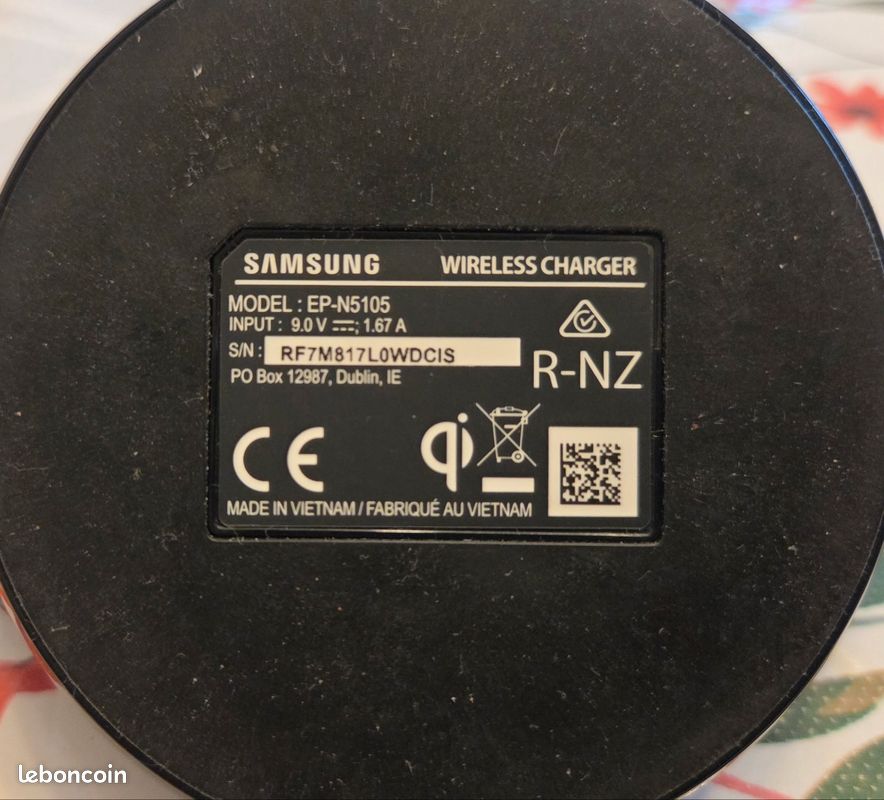 SAMSUNG WIRELESS CHARGER
MODEL : EP-N5105
INPUT : 9.0 V ⎓; 1.67 A
S/N : RF7M817L0WDCIS
PO Box 12987, Dublin, IE
R-NZ
CE qi
MADE IN VIETNAM / FABRIQUÉ AU VIETNAM
leboncoin